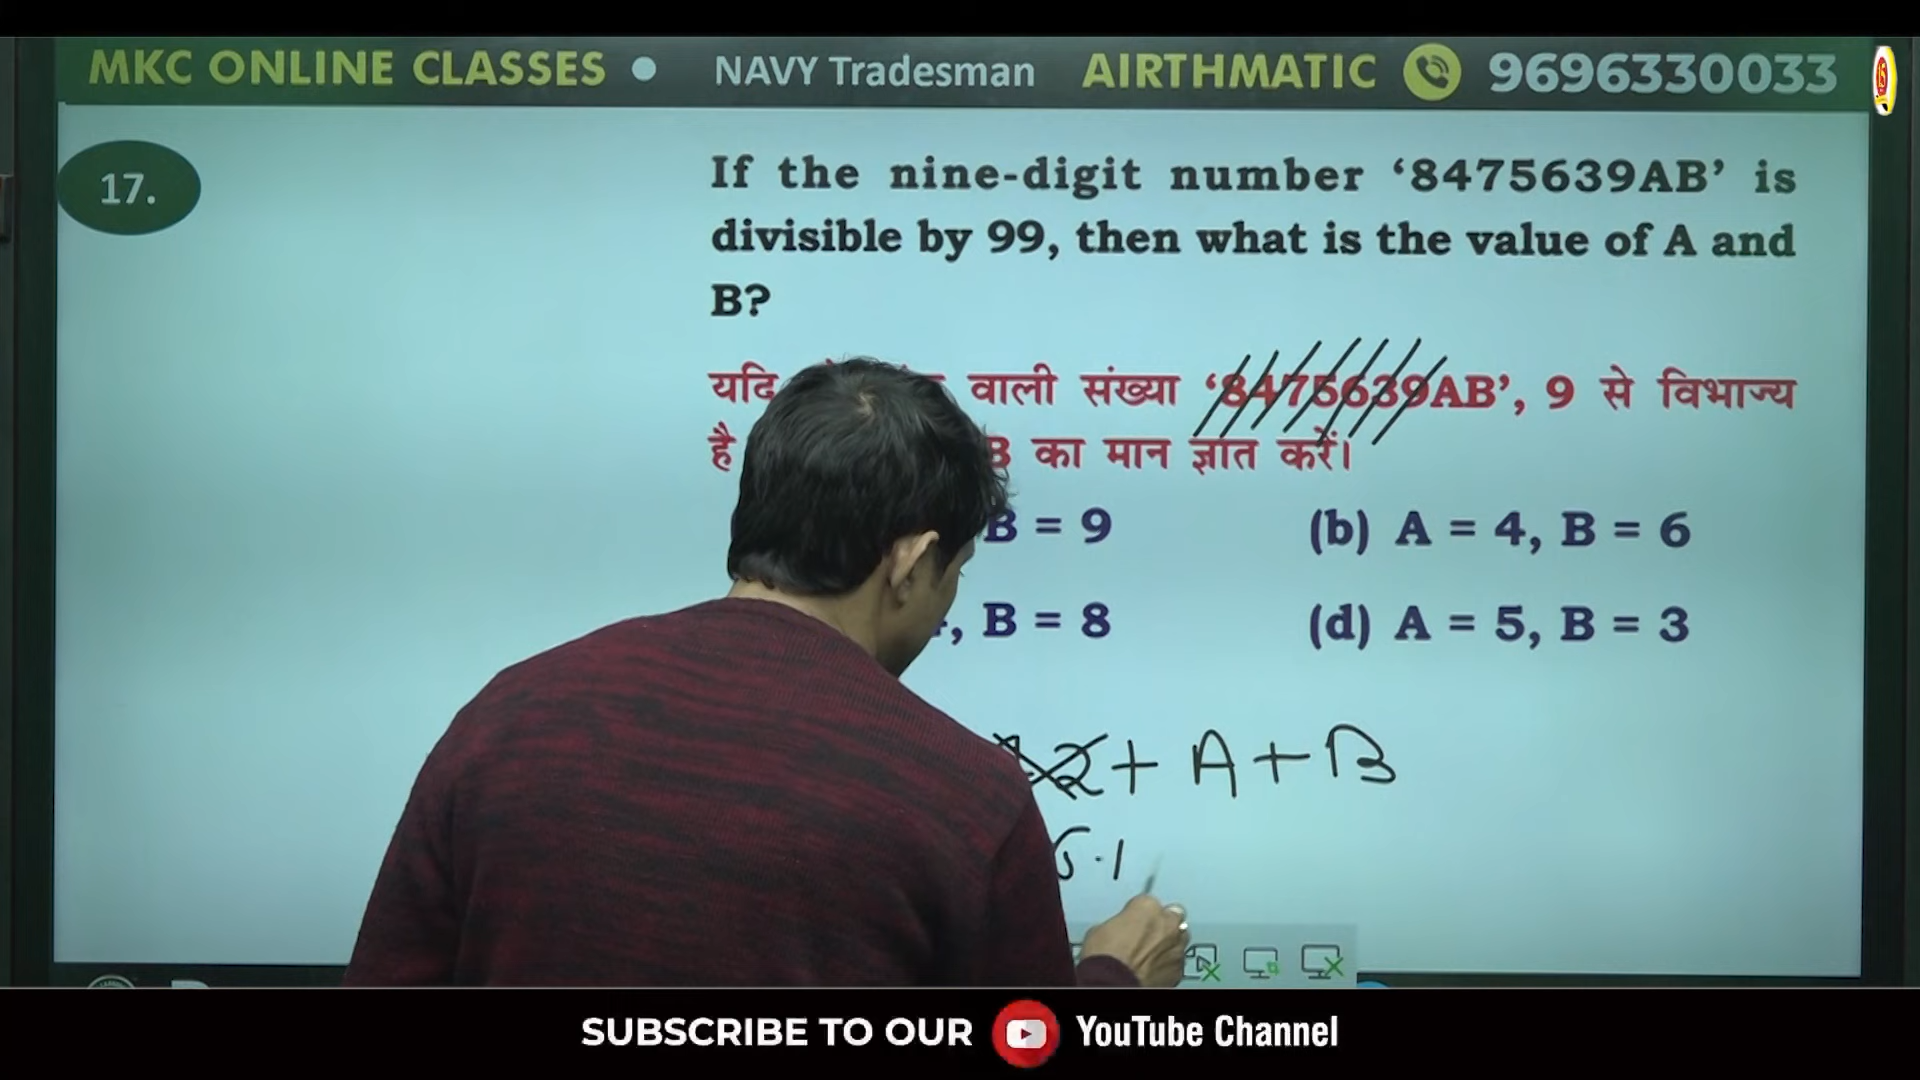 MKC ONLINE CLASSES • NAVY Tradesman AIRTHMATIC 9696330033
17.
If the nine-digit number ‘8475639AB’ is
divisible by 99, then what is the value of A and
B?
यदि वाली संख्या ‘8475639AB’, 9 से विभाज्य
है B का मान ज्ञात करें।
B = 9 (b) A = 4, B = 6
, B = 8 (d) A = 5, B = 3
2 + A + B
SUBSCRIBE TO OUR YouTube Channel